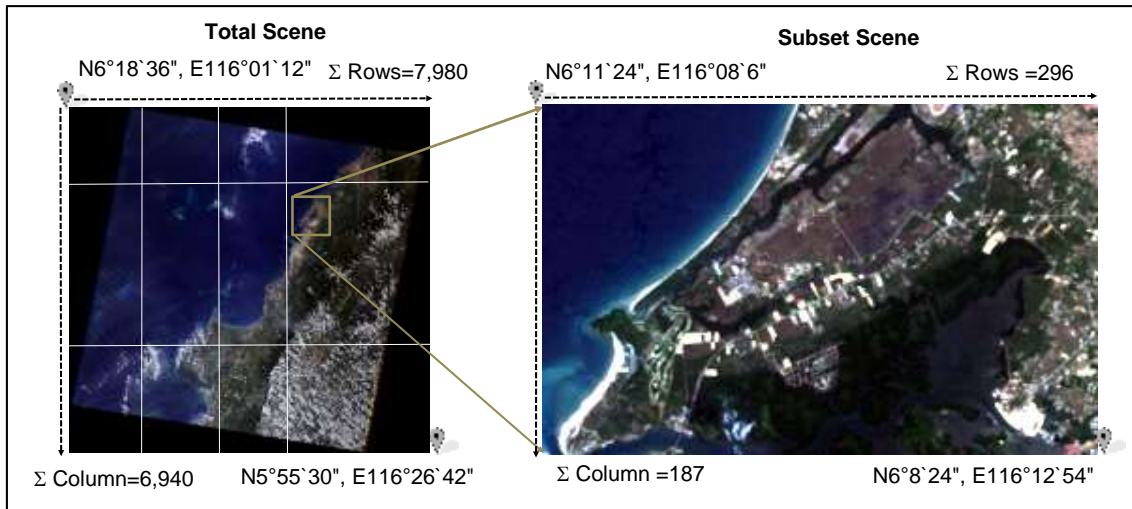 Total Scene
N6°18`36", E116°01`12"
Σ Rows=7,980
Σ Column=6,940
N5°55`30", E116°26`42"
Subset Scene
N6°11`24", E116°08`6"
Σ Rows =296
Σ Column =187
N6°8`24", E116°12`54"